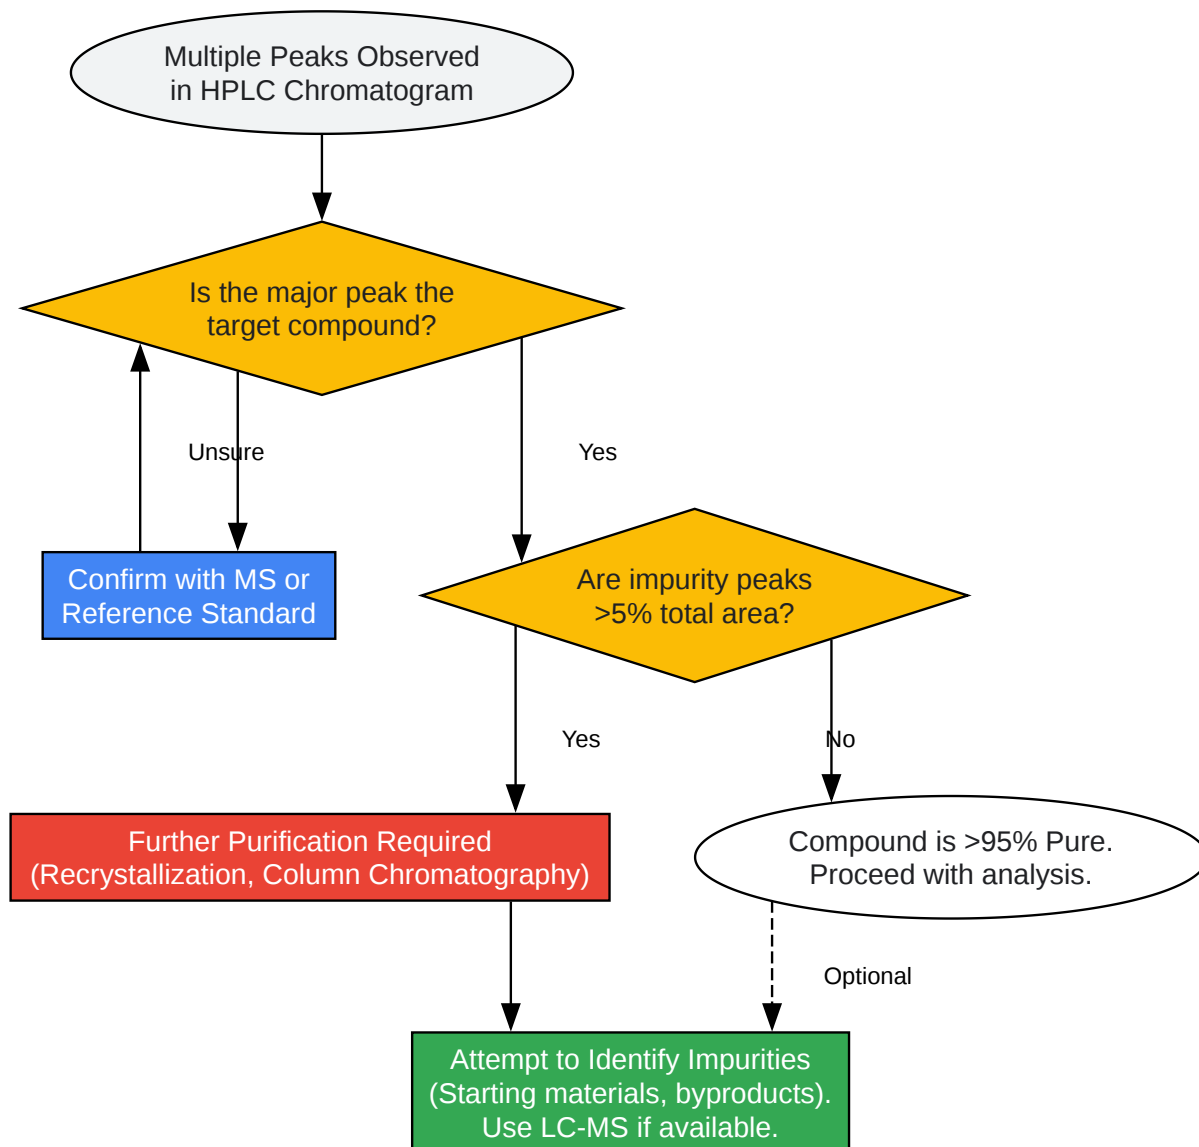 Multiple Peaks Observed
in HPLC Chromatogram
Is the major peak the
target compound?
Unsure
Yes
Confirm with MS or
Reference Standard
Are impurity peaks
>5% total area?
Yes
No
Further Purification Required
(Recrystallization, Column Chromatography)
Compound is >95% Pure.
Proceed with analysis.
Optional
Attempt to Identify Impurities
(Starting materials, byproducts).
Use LC-MS if available.